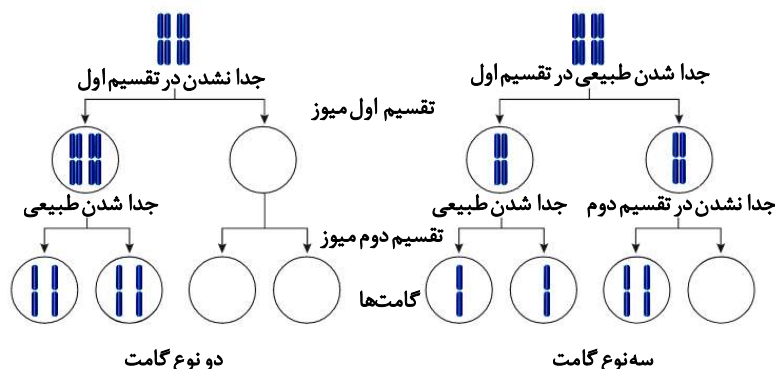 جدا شدن طبیعی در تقسیم اول
جدا نشدن در تقسیم اول
تقسیم اول میوز
جدا نشدن در تقسیم دوم
جدا شدن طبیعی
جدا شدن طبیعی
تقسیم دوم میوز
گامت‌ها
سه نوع گامت
دو نوع گامت